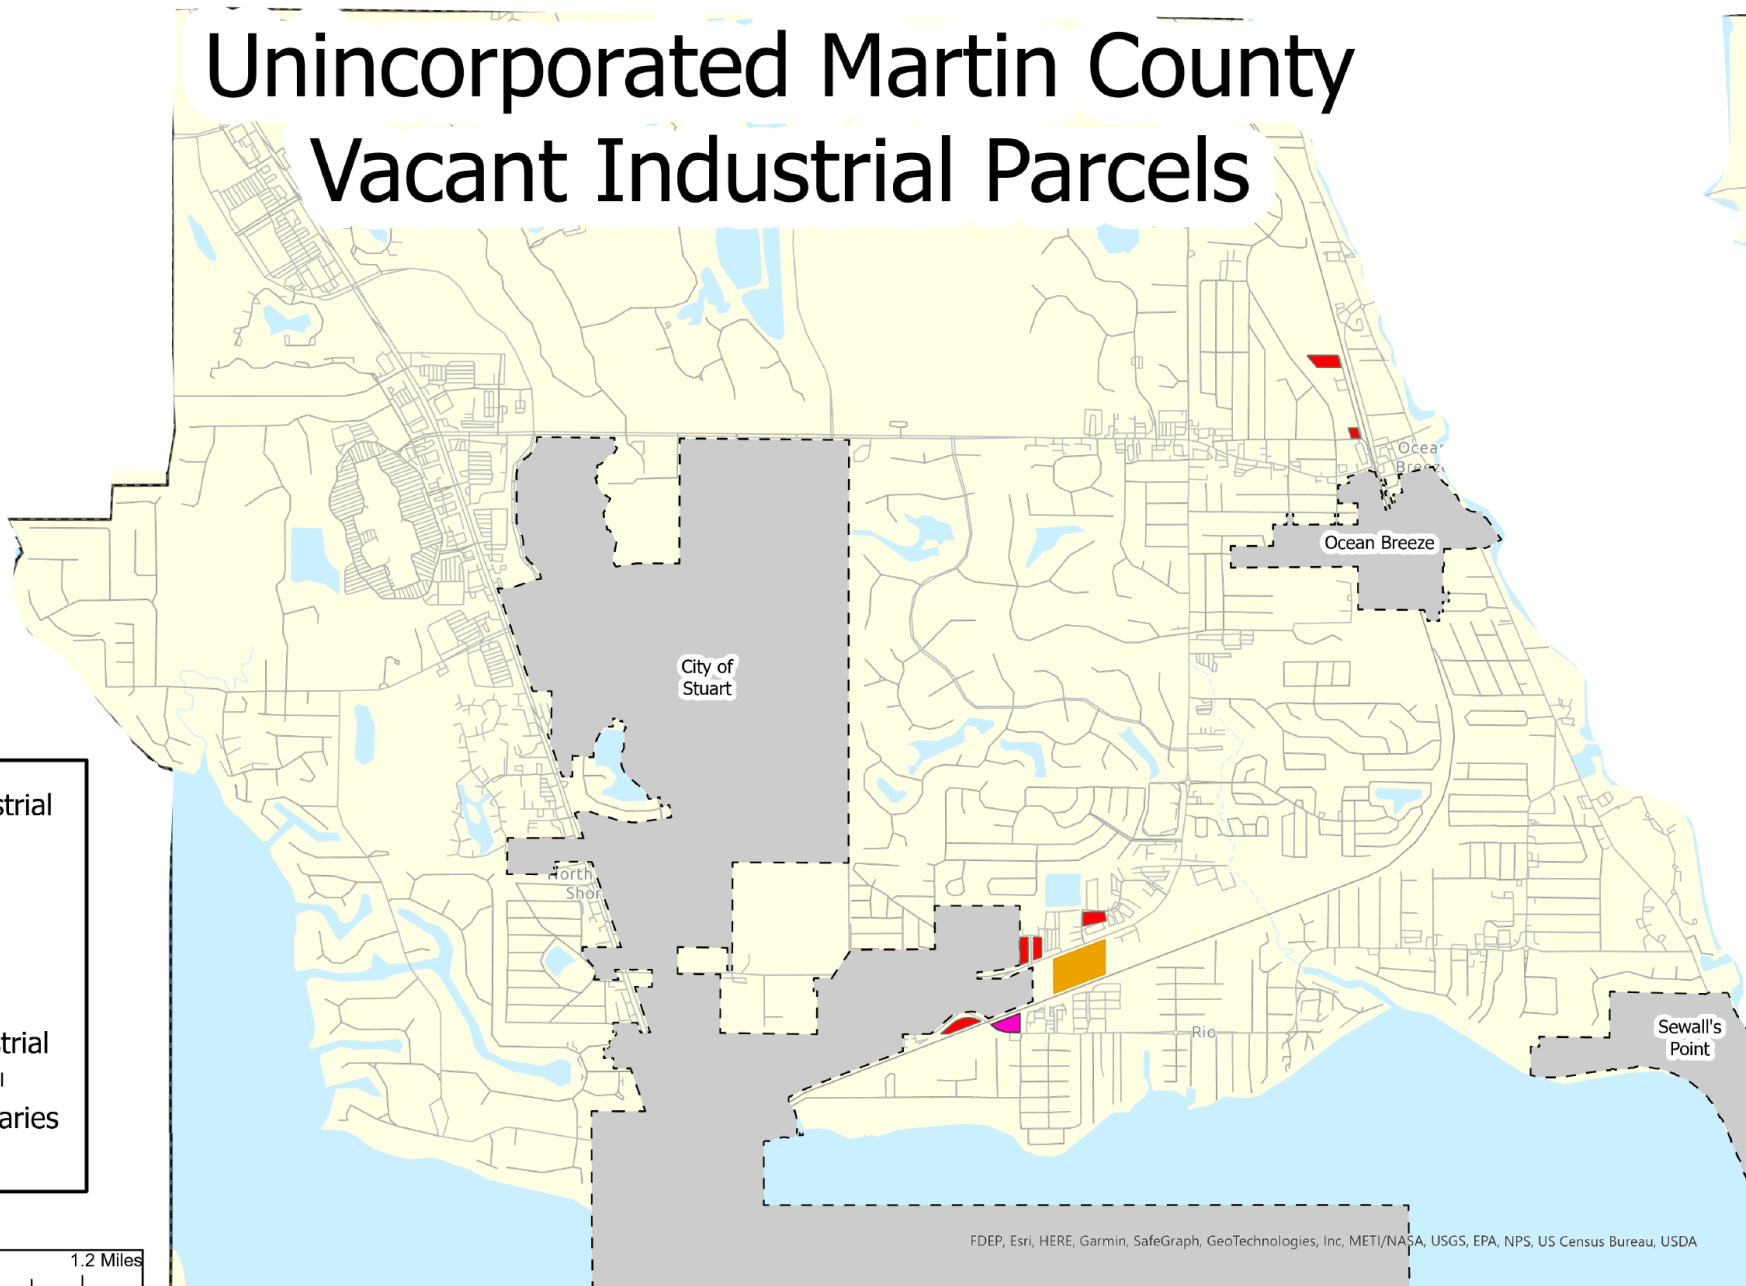 Unincorporated Martin County
Vacant Industrial Parcels
Ocean Breeze
City of
Stuart
North
Rio
Sewall's
Point
strial
trial
l
aries
1.2 Miles
FDEP, Esri, HERE, Garmin, SafeGraph, GeoTechnologies, Inc, METI/NASA, USGS, EPA, NPS, US Census Bureau, USDA